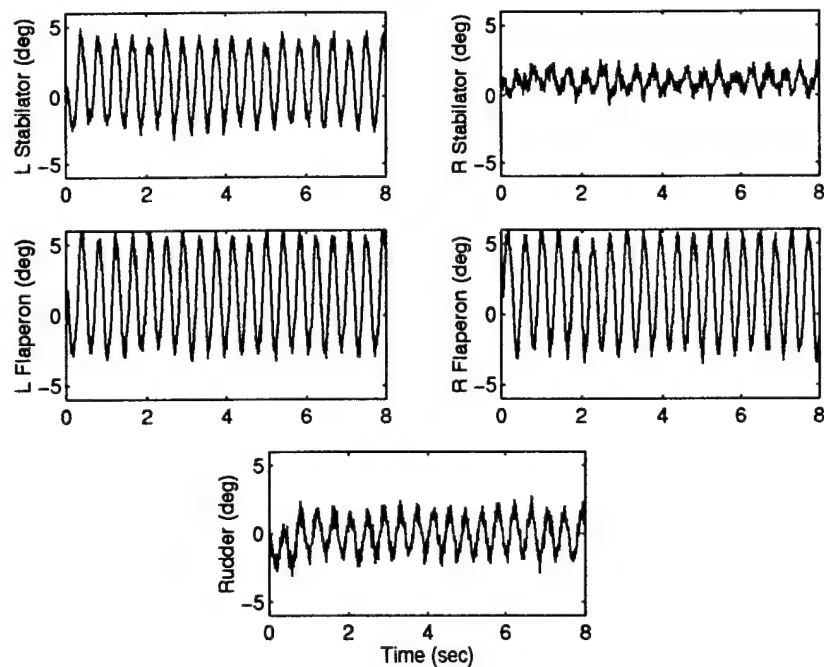 L Stabilator (deg)
5
0
−5
0 2 4 6 8
R Stabilator (deg)
5
0
−5
0 2 4 6 8
L Flaperon (deg)
5
0
−5
0 2 4 6 8
R Flaperon (deg)
5
0
−5
0 2 4 6 8
Rudder (deg)
5
0
−5
0 2 4 6 8
Time (sec)